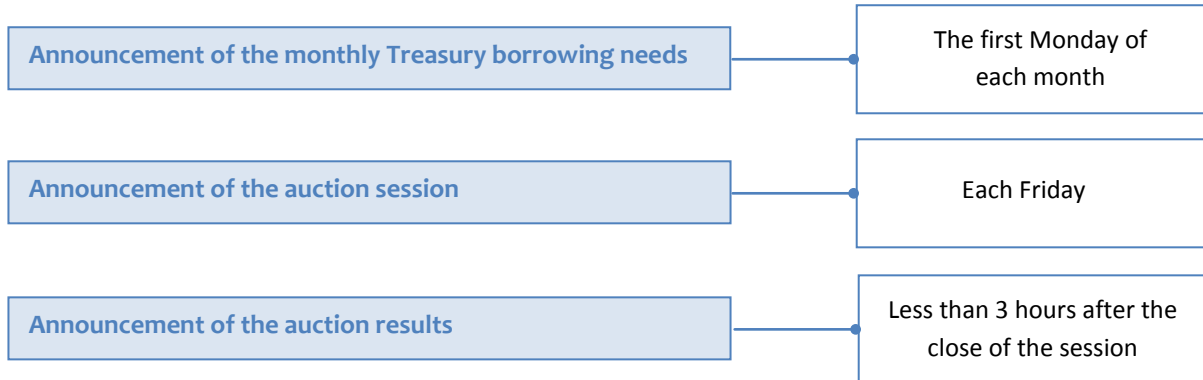 Announcement of the monthly Treasury borrowing needs
The first Monday of
each month
Announcement of the auction session
Each Friday
Announcement of the auction results
Less than 3 hours after the
close of the session